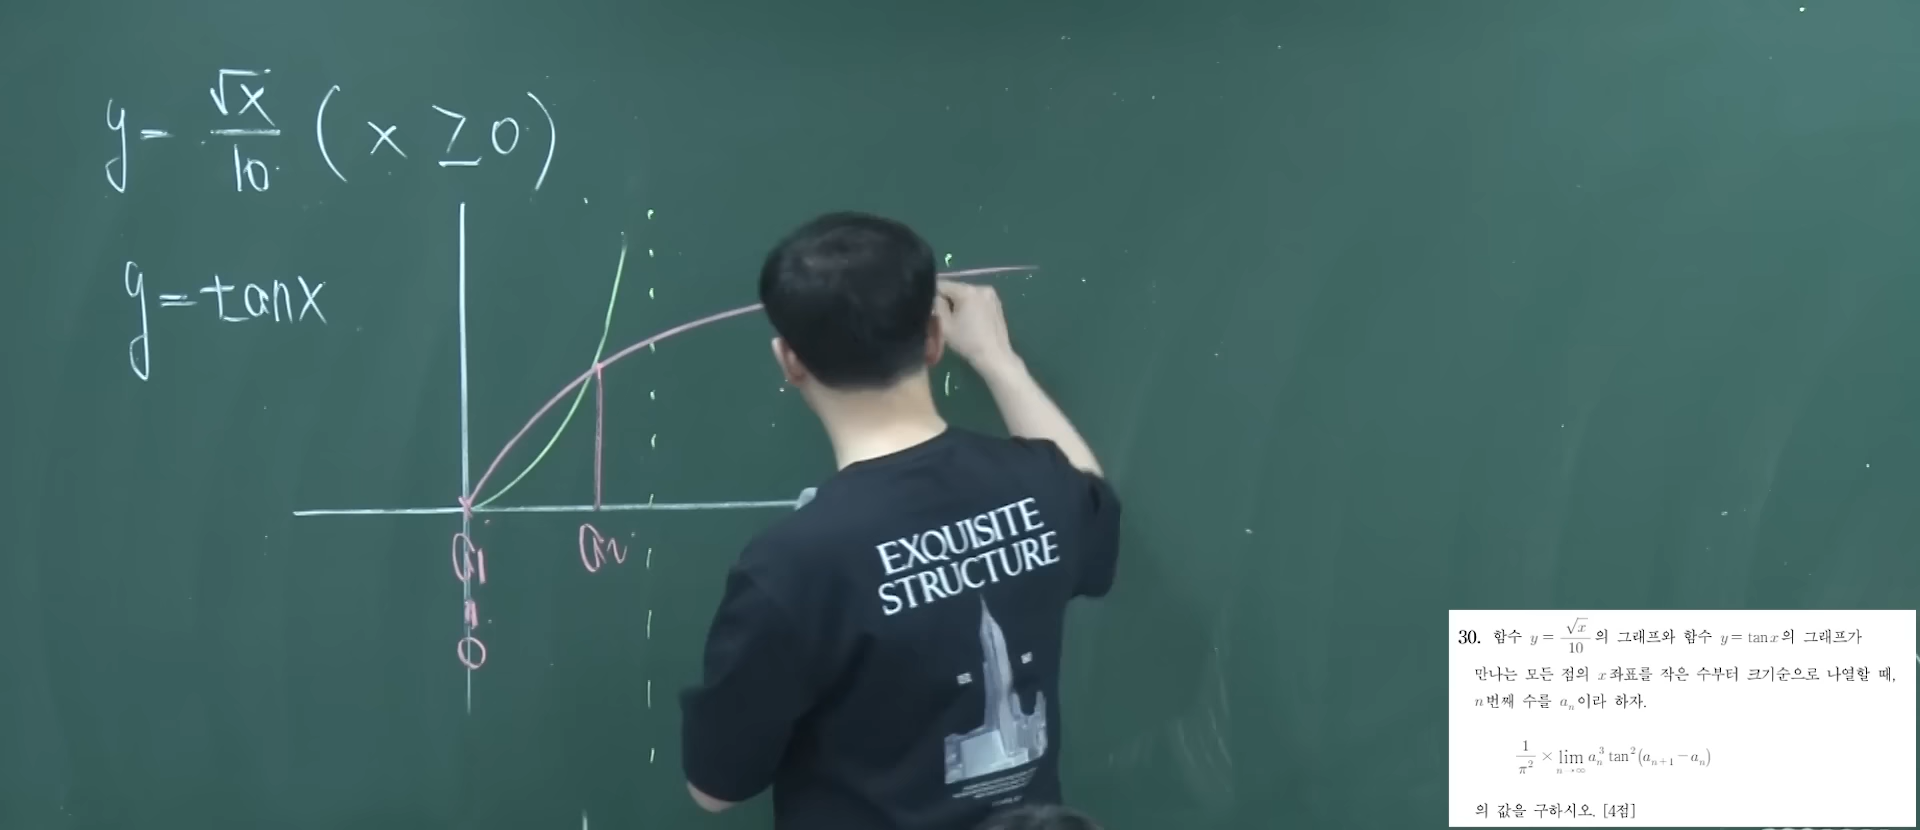 y = √x/10 (x ≥ 0)
y = tanx
a₁
0
a₂
EXQUISITE
STRUCTURE
30. 함수 y = √x/10 의 그래프와 함수 y = tan x의 그래프가
만나는 모든 점의 x좌표를 작은 수부터 크기순으로 나열할 때,
n번째 수를 aₙ이라 하자.
1/π² × lim n→∞ aₙ³ tan²(aₙ₊₁ − aₙ)
의 값을 구하시오. [4점]